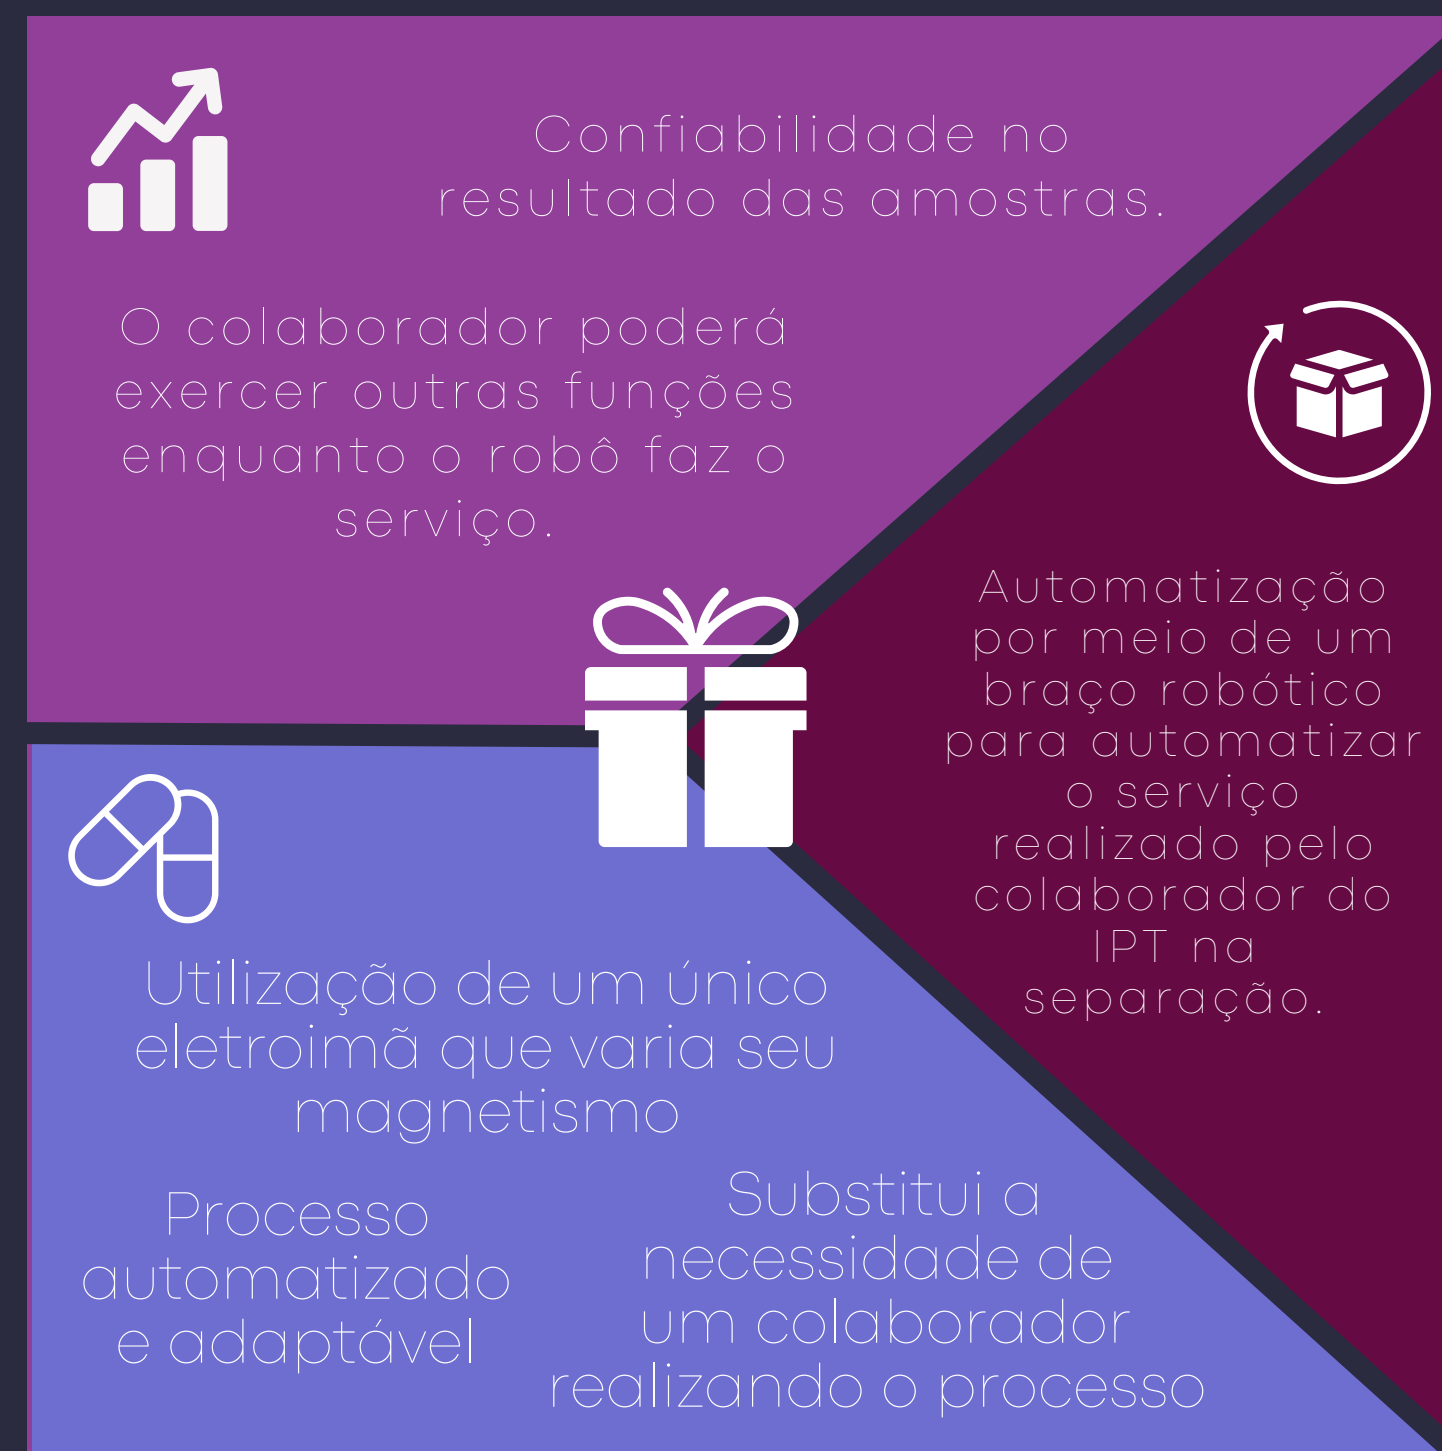 Confiabilidade no
resultado das amostras.
O colaborador poderá
exercer outras funções
enquanto o robô faz o
serviço.
Automatização
por meio de um
braço robótico
para automatizar
o serviço
realizado pelo
colaborador do
IPT na
separação.
Utilização de um único
eletroimã que varia seu
magnetismo
Processo
automatizado
e adaptável
Substitui a
necessidade de
um colaborador
realizando o processo